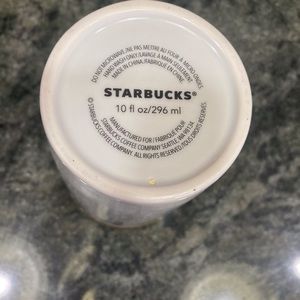 DO NOT MICROWAVE./NE PAS METTRE AU FOUR À MICRO-ONDES
HAND WASH ONLY./LAVAGE À MAIN SEULEMENT
MADE IN CHINA./FABRIQUÉ EN CHINE
STARBUCKS®
10 fl oz/296 ml
MANUFACTURED FOR / FABRIQUÉ POUR
STARBUCKS COFFEE COMPANY SEATTLE, WA 98134
© STARBUCKS COFFEE COMPANY. ALL RIGHTS RESERVED./TOUS DROITS RÉSERVÉS.